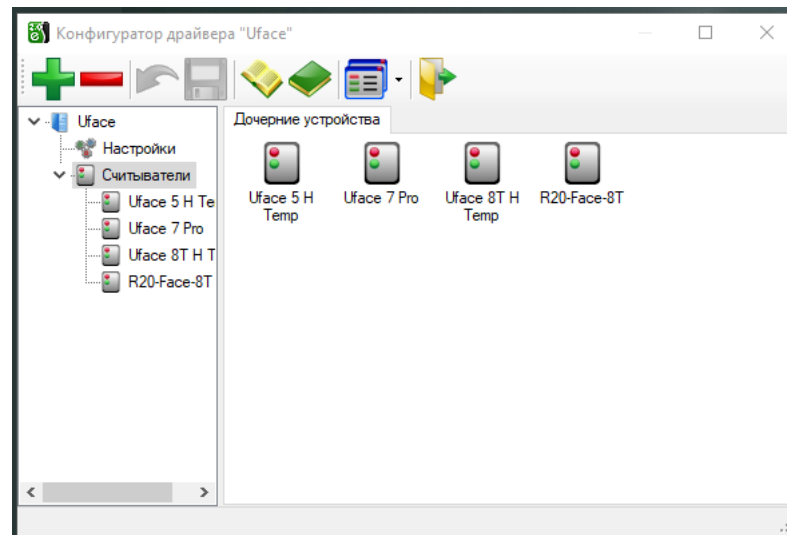 Конфигуратор драйвера "Uface"
Uface
Настройки
Считыватели
Uface 5 H Te
Uface 7 Pro
Uface 8T H T
R20-Face-8T
Дочерние устройства
Uface 5 H
Temp
Uface 7 Pro
Uface 8T H
Temp
R20-Face-8T